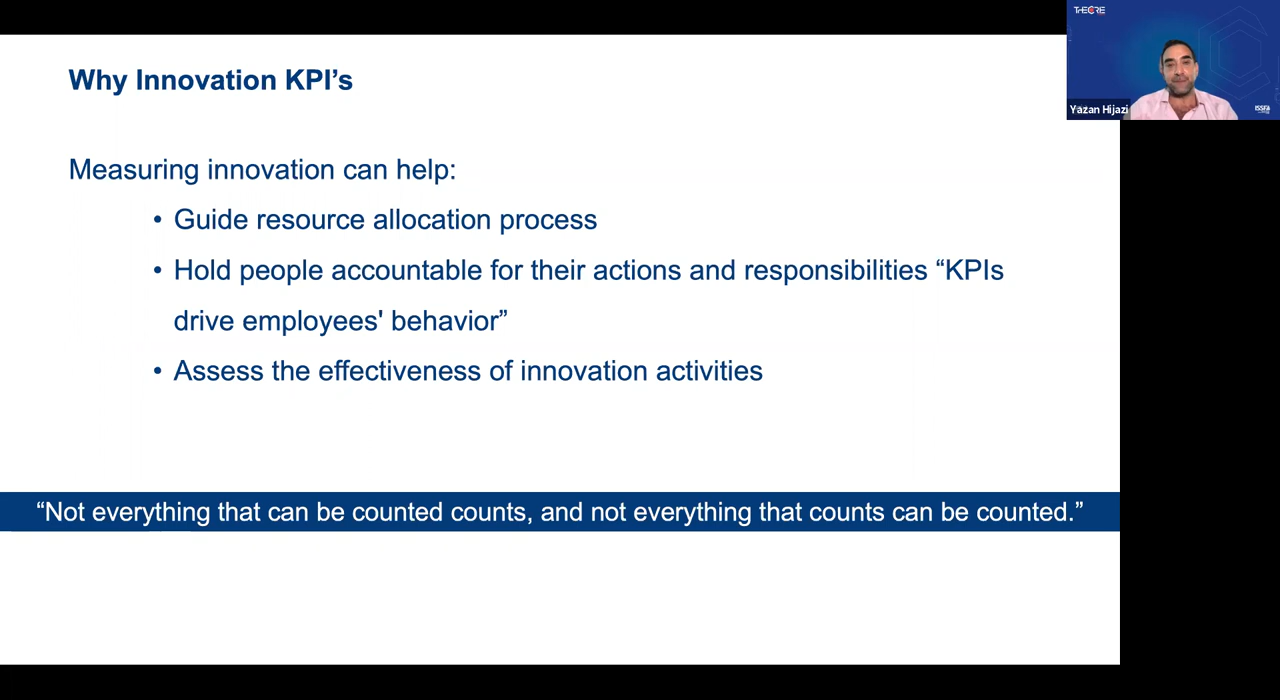 Why Innovation KPI’s
Measuring innovation can help:
• Guide resource allocation process
• Hold people accountable for their actions and responsibilities “KPIs
drive employees' behavior”
• Assess the effectiveness of innovation activities
“Not everything that can be counted counts, and not everything that counts can be counted.”
THECORE
Yazan Hijazi
ISSF